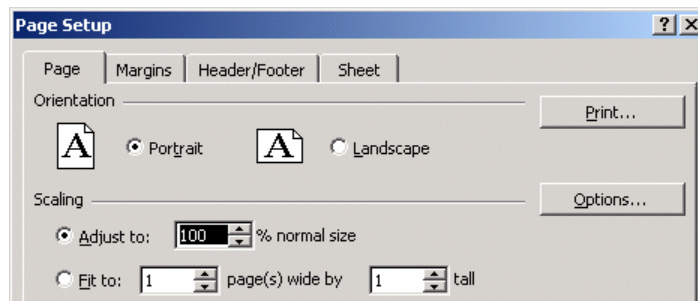 Page Setup
Page Margins Header/Footer Sheet
Orientation
Print...
A Portrait A Landscape
Scaling
Options...
Adjust to: 100 % normal size
Fit to: 1 page(s) wide by 1 tall